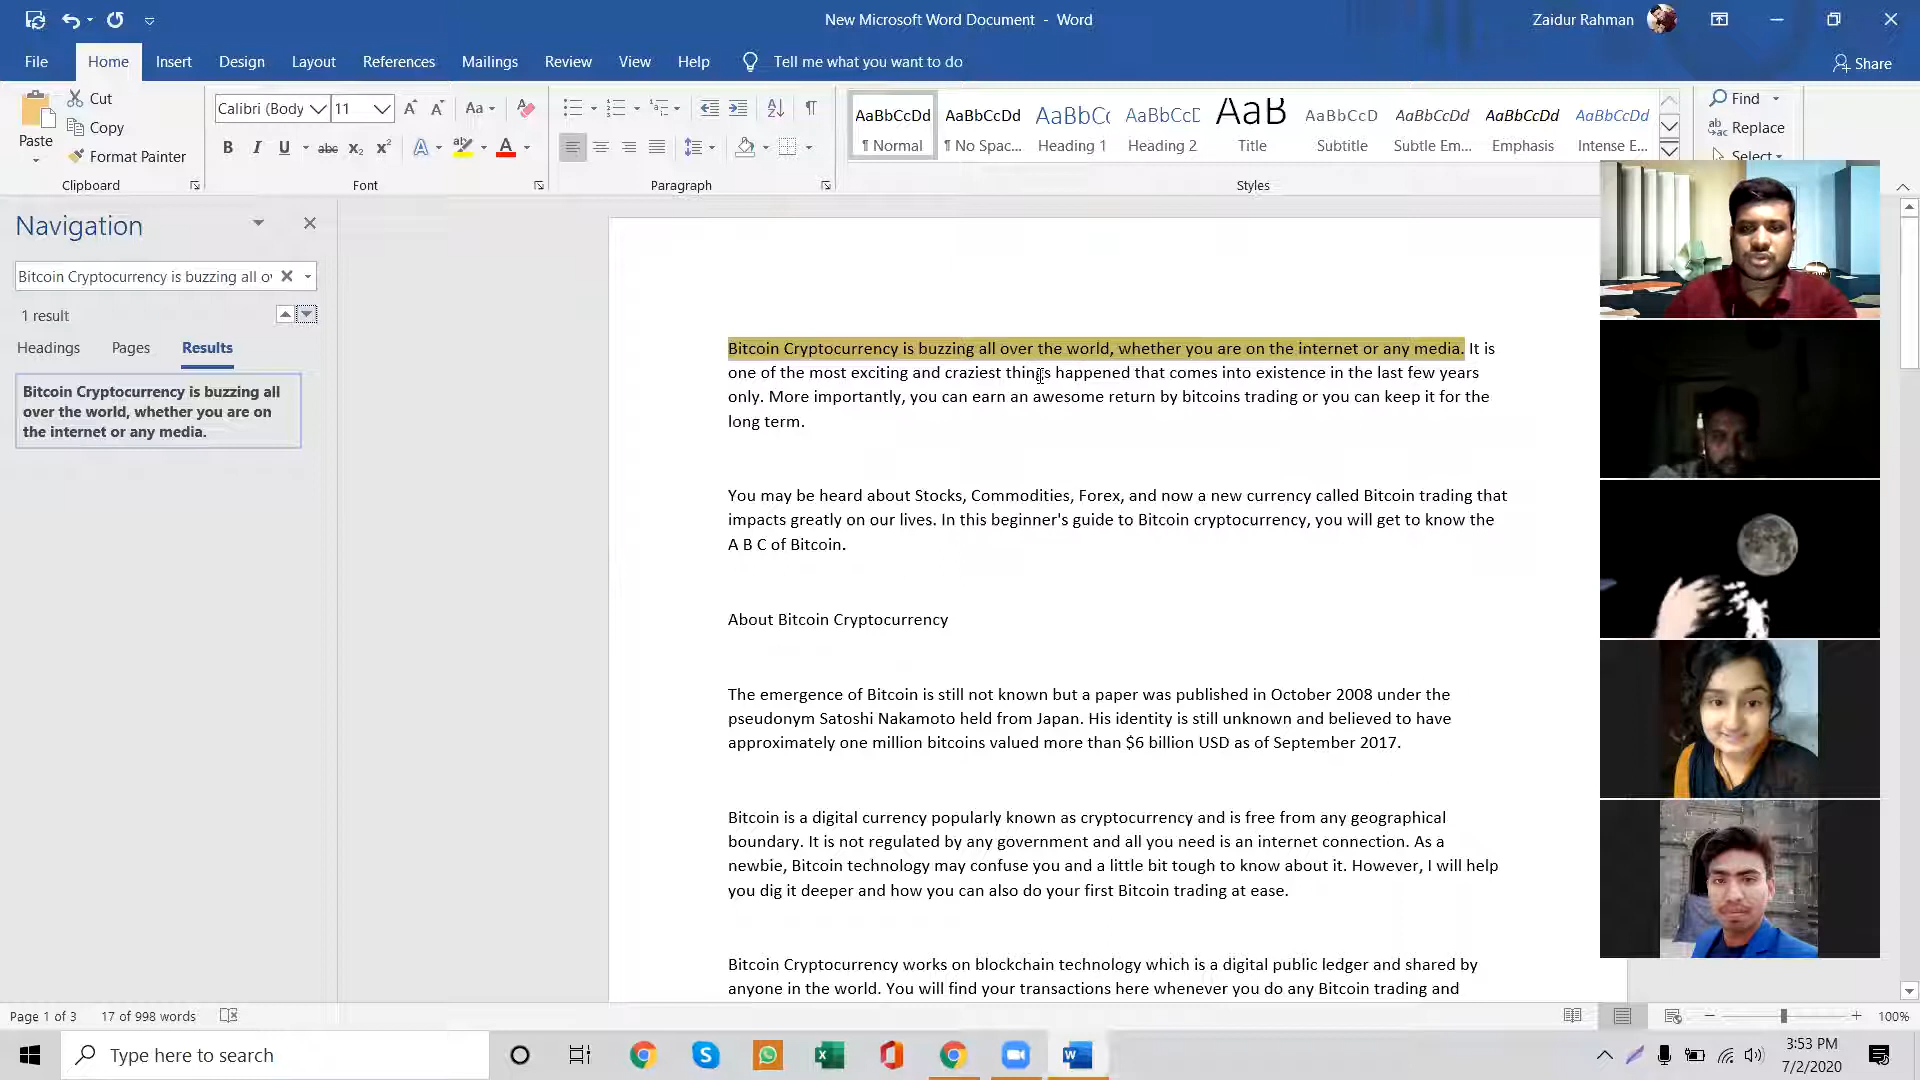 New Microsoft Word Document - Word
Zaidur Rahman
File Home Insert Design Layout References Mailings Review View Help Tell me what you want to do
Share
Paste
Cut
Copy
Format Painter
Clipboard
Calibri (Body 11
Aa
B I U abc x₂ x² A A
Font
Paragraph
AaBbCcDd AaBbCcDd AaBbCc AaBbCcD AaB AaBbCcD AaBbCcDd AaBbCcDd AaBbCcDd
¶ Normal ¶ No Spac... Heading 1 Heading 2 Title Subtitle Subtle Em... Emphasis Intense E...
Styles
Find
Replace
Select
Navigation
Bitcoin Cryptocurrency is buzzing all ov
1 result
Headings Pages Results
Bitcoin Cryptocurrency is buzzing all
over the world, whether you are on
the internet or any media.
Bitcoin Cryptocurrency is buzzing all over the world, whether you are on the internet or any media. It is
one of the most exciting and craziest things happened that comes into existence in the last few years
only. More importantly, you can earn an awesome return by bitcoins trading or you can keep it for the
long term.
You may be heard about Stocks, Commodities, Forex, and now a new currency called Bitcoin trading that
impacts greatly on our lives. In this beginner's guide to Bitcoin cryptocurrency, you will get to know the
A B C of Bitcoin.
About Bitcoin Cryptocurrency
The emergence of Bitcoin is still not known but a paper was published in October 2008 under the
pseudonym Satoshi Nakamoto held from Japan. His identity is still unknown and believed to have
approximately one million bitcoins valued more than $6 billion USD as of September 2017.
Bitcoin is a digital currency popularly known as cryptocurrency and is free from any geographical
boundary. It is not regulated by any government and all you need is an internet connection. As a
newbie, Bitcoin technology may confuse you and a little bit tough to know about it. However, I will help
you dig it deeper and how you can also do your first Bitcoin trading at ease.
Bitcoin Cryptocurrency works on blockchain technology which is a digital public ledger and shared by
anyone in the world. You will find your transactions here whenever you do any Bitcoin trading and
Page 1 of 3 17 of 998 words
100%
Type here to search
3:53 PM
7/2/2020